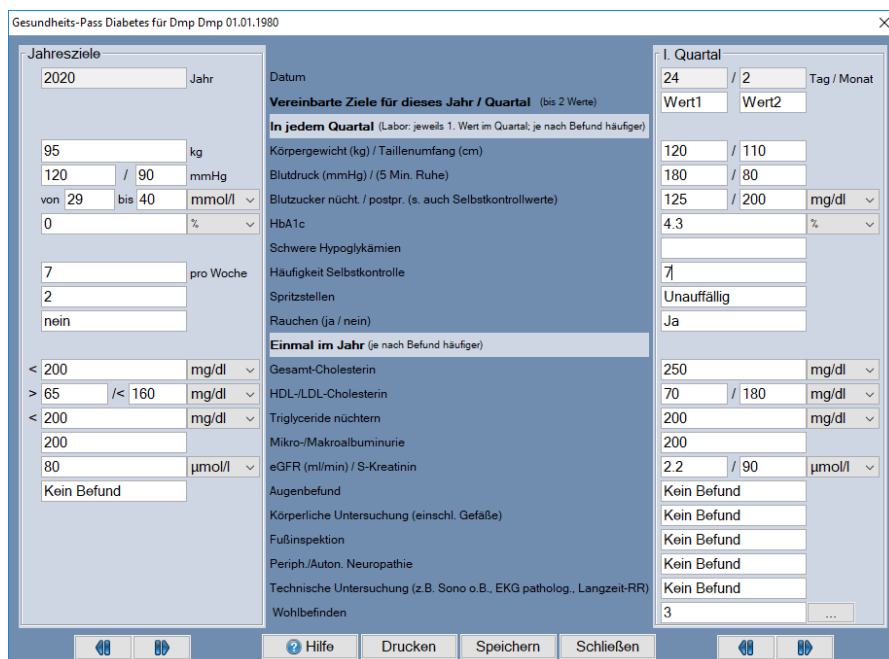 Gesundheits-Pass Diabetes für Dmp Dmp 01.01.1980
Jahresziele
I. Quartal
2020 Jahr Datum 24 / 2 Tag / Monat
Vereinbarte Ziele für dieses Jahr / Quartal (bis 2 Werte) Wert1 Wert2
In jedem Quartal (Labor: jeweils 1. Wert im Quartal; je nach Befund häufiger)
95 kg Körpergewicht (kg) / Taillenumfang (cm) 120 / 110
120 / 90 mmHg Blutdruck (mmHg) / (5 Min. Ruhe) 180 / 80
von 29 bis 40 mmol/l Blutzucker nücht. / postpr. (s. auch Selbstkontrollwerte) 125 / 200 mg/dl
0 % HbA1c 4.3 %
Schwere Hypoglykämien
7 pro Woche Häufigkeit Selbstkontrolle 7
2 Spritzstellen Unauffällig
nein Rauchen (ja / nein) Ja
Einmal im Jahr (je nach Befund häufiger)
< 200 mg/dl Gesamt-Cholesterin 250 mg/dl
> 65 /< 160 mg/dl HDL-/LDL-Cholesterin 70 / 180 mg/dl
< 200 mg/dl Triglyceride nüchtern 200 mg/dl
200 Mikro-/Makroalbuminurie 200
80 µmol/l eGFR (ml/min) / S-Kreatinin 2.2 / 90 µmol/l
Kein Befund Augenbefund Kein Befund
Körperliche Untersuchung (einschl. Gefäße) Kein Befund
Fußinspektion Kein Befund
Periph./Auton. Neuropathie Kein Befund
Technische Untersuchung (z.B. Sono o.B., EKG patholog., Langzeit-RR) Kein Befund
Wohlbefinden 3 ...
Hilfe Drucken Speichern Schließen